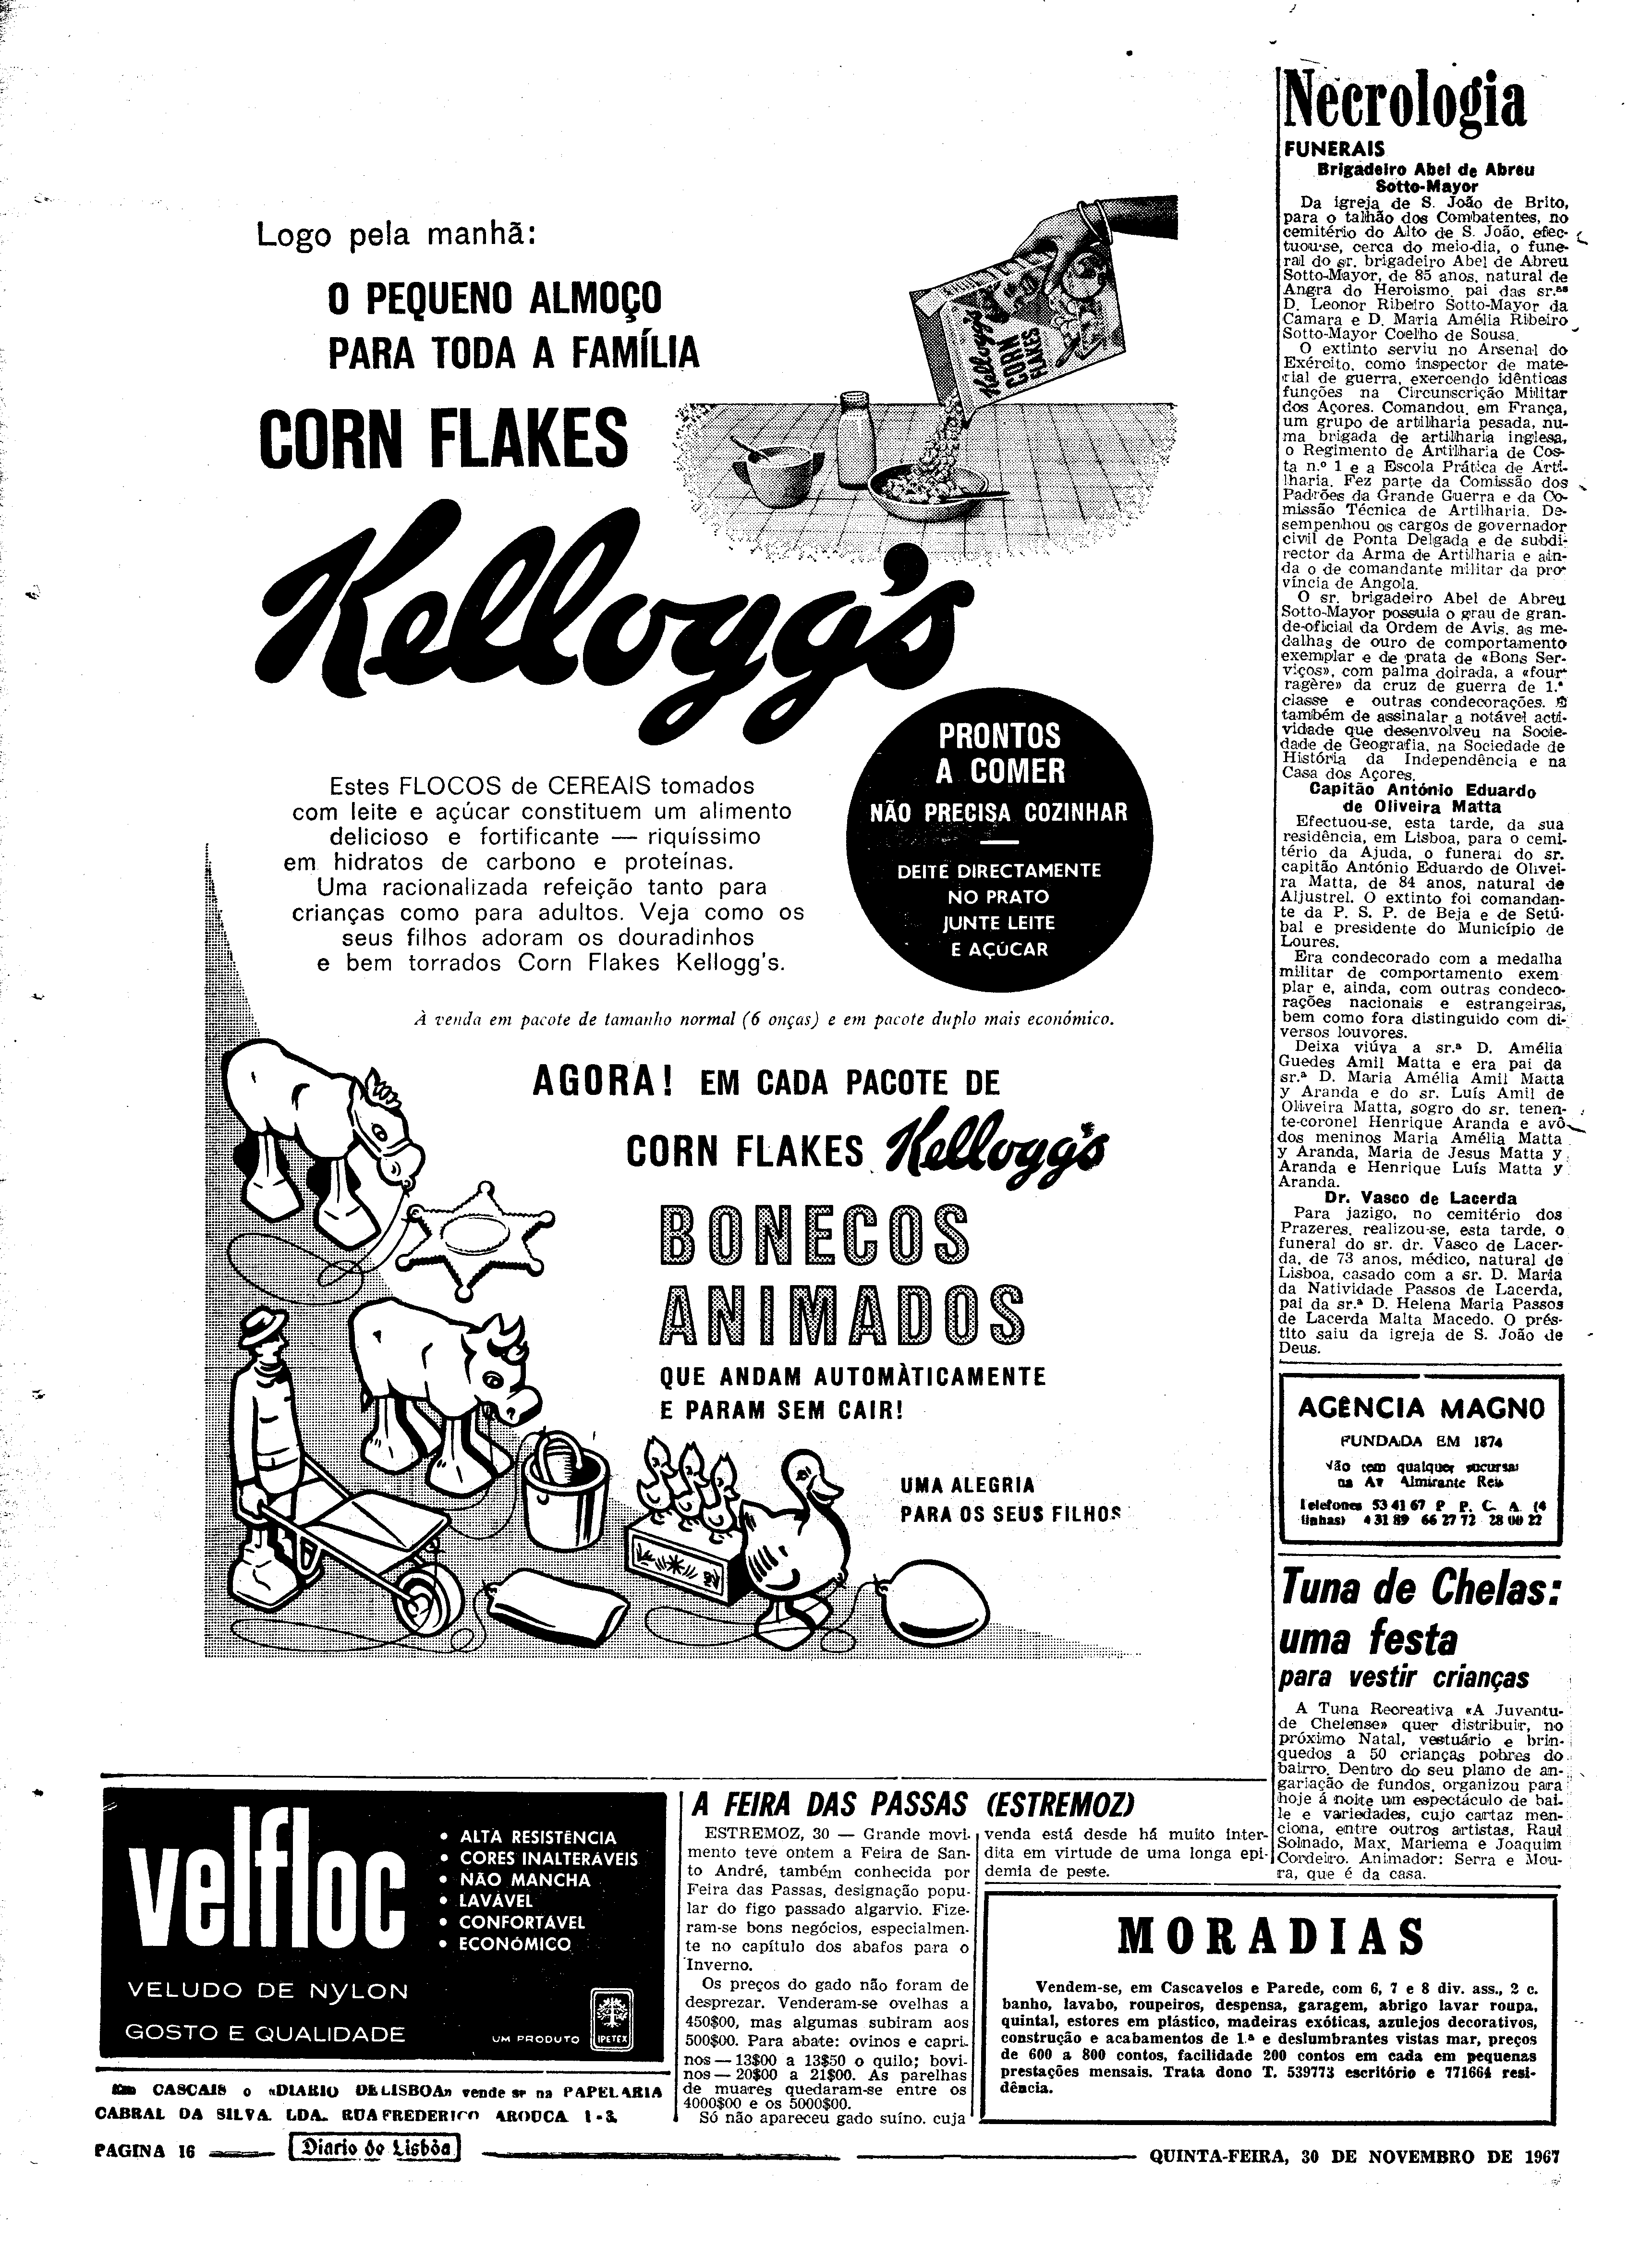 Logo pela manhã:
O PEQUENO ALMOÇO
PARA TODA A FAMÍLIA
CORN FLAKES
Kellogg's
CORN
FLAKES
Kellogg's
PRONTOS
A COMER
NÃO PRECISA COZINHAR
DEITE DIRECTAMENTE
NO PRATO
JUNTE LEITE
E AÇÚCAR
Estes FLOCOS de CEREAIS tomados
com leite e açúcar constituem um alimento
delicioso e fortificante — riquíssimo
em hidratos de carbono e proteínas.
Uma racionalizada refeição tanto para
crianças como para adultos. Veja como os
seus filhos adoram os douradinhos
e bem torrados Corn Flakes Kellogg's.
À venda em pacote de tamanho normal (6 onças) e em pacote duplo mais económico.
AGORA! EM CADA PACOTE DE
CORN FLAKES Kellogg's
BONECOS
ANIMADOS
QUE ANDAM AUTOMÀTICAMENTE
E PARAM SEM CAIR!
UMA ALEGRIA
PARA OS SEUS FILHOS
Necrologia
FUNERAIS
Brigadeiro Abel de Abreu
Sotto-Mayor
Da igreja de S. João de Brito,
para o talhão dos Combatentes, no
cemitério do Alto de S. João, efec-
tuou-se, cerca do meio-dia, o fune-
ral do sr. brigadeiro Abel de Abreu
Sotto-Mayor, de 85 anos, natural de
Angra do Heroismo, pai das sr.as
D. Leonor Ribeiro Sotto-Mayor da
Camara e D. Maria Amélia Ribeiro
Sotto-Mayor Coelho de Sousa.
O extinto serviu no Arsenal do
Exército, como inspector de mate-
rial de guerra, exercendo idênticas
funções na Circunscrição Militar
dos Açores. Comandou, em França,
um grupo de artilharia pesada, nu-
ma brigada de artilharia inglesa,
o Regimento de Artilharia de Cos-
ta n.º 1 e a Escola Prática de Arti-
lharia. Fez parte da Comissão dos
Padrões da Grande Guerra e da Co-
missão Técnica de Artilharia. De-
sempenhou os cargos de governador
civil de Ponta Delgada e de subdi-
rector da Arma de Artilharia e ain-
da o de comandante militar da pro-
víncia de Angola.
O sr. brigadeiro Abel de Abreu
Sotto-Mayor possuia o grau de gran-
de-oficial da Ordem de Avis, as me-
dalhas de ouro de comportamento
exemplar e de prata de «Bons Ser-
viços», com palma doirada, a «four-
ragère» da cruz de guerra de 1.ª
classe e outras condecorações. É
também de assinalar a notável acti-
vidade que desenvolveu na Socie-
dade de Geografia, na Sociedade de
História da Independência e na
Casa dos Açores.
Capitão António Eduardo
de Oliveira Matta
Efectuou-se, esta tarde, da sua
residência, em Lisboa, para o cemi-
tério da Ajuda, o funeral do sr.
capitão António Eduardo de Olivei-
ra Matta, de 84 anos, natural de
Aljustrel. O extinto foi comandan-
te da P. S. P. de Beja e de Setú-
bal e presidente do Município de
Loures.
Era condecorado com a medalha
militar de comportamento exem
plar e, ainda, com outras condeco-
rações nacionais e estrangeiras,
bem como fora distinguido com di-
versos louvores.
Deixa viúva a sr.ª D. Amélia
Guedes Amil Matta e era pai da
sr.ª D. Maria Amélia Amil Matta
y Aranda e do sr. Luís Amil de
Oliveira Matta, sogro do sr. tenen-
te-coronel Henrique Aranda e avô
dos meninos Maria Amélia Matta
y Aranda, Maria de Jesus Matta y
Aranda e Henrique Luís Matta y
Aranda.
Dr. Vasco de Lacerda
Para jazigo, no cemitério dos
Prazeres, realizou-se, esta tarde, o
funeral do sr. dr. Vasco de Lacer-
da, de 73 anos, médico, natural de
Lisboa, casado com a sr. D. Maria
da Natividade Passos de Lacerda,
pai da sr.ª D. Helena Maria Passos
de Lacerda Malta Macedo. O prés-
tito saiu da igreja de S. João de
Deus.
AGÊNCIA MAGNO
FUNDADA EM 1874
Não tem qualquer sucursal
na Av Almirante Reis
Telefones 53 41 67 P. P. C. A. (4
linhas) 4 31 89 66 27 72 28 00 22
Tuna de Chelas:
uma festa
para vestir crianças
A Tuna Recreativa «A Juventu-
de Chelense» quer distribuir, no
próximo Natal, vestuário e brin-
quedos a 50 crianças pobres do
bairro. Dentro do seu plano de an-
gariação de fundos, organizou para
hoje á noite um espectáculo de bai-
le e variedades, cujo cartaz men-
ciona, entre outros artistas, Raul
Solnado, Max, Mariema e Joaquim
Cordeiro. Animador: Serra e Mou-
ra, que é da casa.
velfloc
• ALTA RESISTÊNCIA
• CORES INALTERÁVEIS
• NÃO MANCHA
• LAVÁVEL
• CONFORTAVEL
• ECONÓMICO
VELUDO DE NyLON
GOSTO E QUALIDADE
UM PRODUTO
IPETEX
Em CASCAIS o «DIARIO DE LISBOA» vende se na PAPELARIA
CABRAL DA SILVA. LDA. RUA FREDERICO AROUCA 1-3.
A FEIRA DAS PASSAS (ESTREMOZ)
ESTREMOZ, 30 — Grande movi-
mento teve ontem a Feira de San-
to André, também conhecida por
Feira das Passas, designação popu-
lar do figo passado algarvio. Fize-
ram-se bons negócios, especialmen-
te no capítulo dos abafos para o
Inverno.
Os preços do gado não foram de
desprezar. Venderam-se ovelhas a
450$00, mas algumas subiram aos
500$00. Para abate: ovinos e capri-
nos — 13$00 a 13$50 o quilo; bovi-
nos — 20$00 a 21$00. As parelhas
de muares quedaram-se entre os
4000$00 e os 5000$00.
Só não apareceu gado suíno, cuja
venda está desde há muito inter-
dita em virtude de uma longa epi-
demia de peste.
MORADIAS
Vendem-se, em Cascavelos e Parede, com 6, 7 e 8 div. ass., 2 c.
banho, lavabo, roupeiros, despensa, garagem, abrigo lavar roupa,
quintal, estores em plástico, madeiras exóticas, azulejos decorativos,
construção e acabamentos de 1.ª e deslumbrantes vistas mar, preços
de 600 a 800 contos, facilidade 200 contos em cada em pequenas
prestações mensais. Trata dono T. 539773 escritório e 771664 resi-
dência.
PAGINA 16
Diario de Lisbôa
QUINTA-FEIRA, 30 DE NOVEMBRO DE 1967